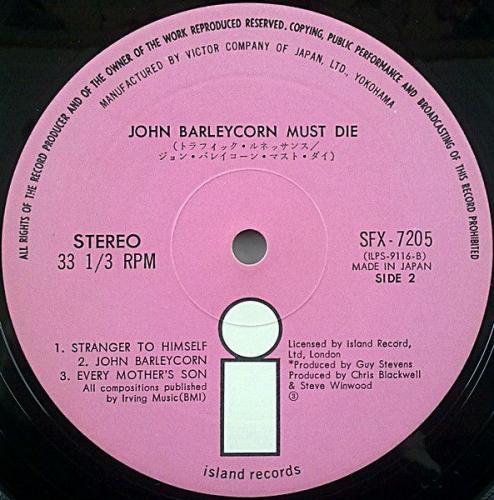 ALL RIGHTS OF THE RECORD PRODUCER AND OF THE OWNER OF THE WORK REPRODUCED RESERVED. COPYING, PUBLIC PERFORMANCE AND BROADCASTING OF THIS RECORD PROHIBITED
MANUFACTURED BY VICTOR COMPANY OF JAPAN, LTD., YOKOHAMA
JOHN BARLEYCORN MUST DIE
(トラフィック・ルネッサンス/
ジョン・バレイコーン・マスト・ダイ)
STEREO
33 1/3 RPM
SFX-7205
(ILPS-9116-B)
MADE IN JAPAN
SIDE 2
1. STRANGER TO HIMSELF
2. JOHN BARLEYCORN
3. EVERY MOTHER'S SON
All compositions published
by Irving Music(BMI)
Licensed by island Record,
Ltd, London
*Produced by Guy Stevens
Produced by Chris Blackwell
& Steve Winwood
③
i
island records